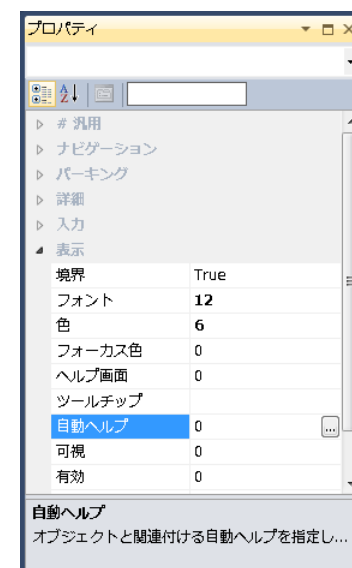 プロパティ
# 汎用
ナビゲーション
パーキング
詳細
入力
表示
境界 True
フォント 12
色 6
フォーカス色 0
ヘルプ画面 0
ツールチップ
自動ヘルプ 0 ...
可視 0
有効 0
自動ヘルプ
オブジェクトと関連付ける自動ヘルプを指定し...